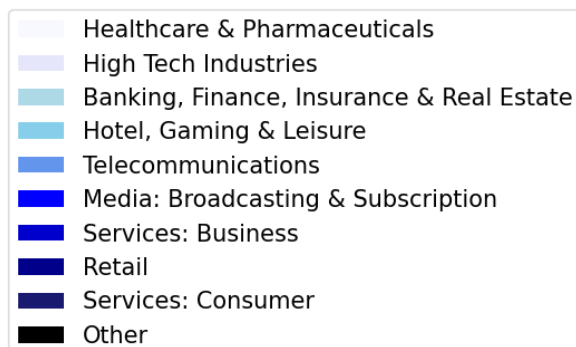 Healthcare & Pharmaceuticals
High Tech Industries
Banking, Finance, Insurance & Real Estate
Hotel, Gaming & Leisure
Telecommunications
Media: Broadcasting & Subscription
Services: Business
Retail
Services: Consumer
Other